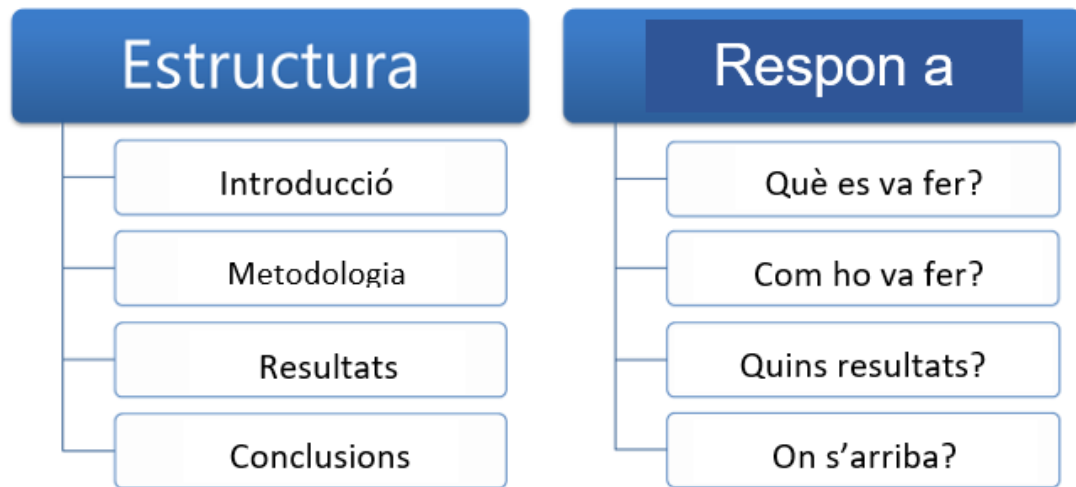 Estructura
Introducció
Metodologia
Resultats
Conclusions
Respon a
Què es va fer?
Com ho va fer?
Quins resultats?
On s’arriba?